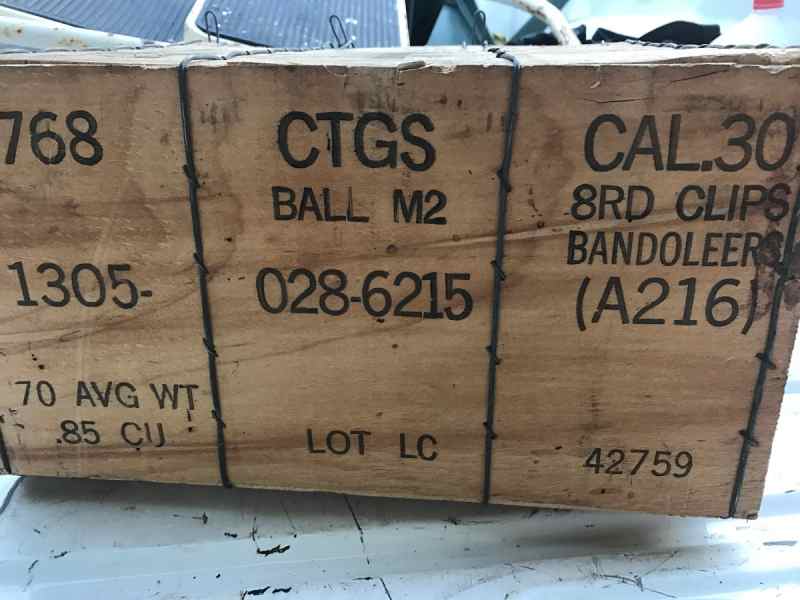 768 CTGS CAL.30
BALL M2 8RD CLIPS
BANDOLEERS
1305- 028-6215 (A216)
70 AVG WT
.85 CU
LOT LC 42759